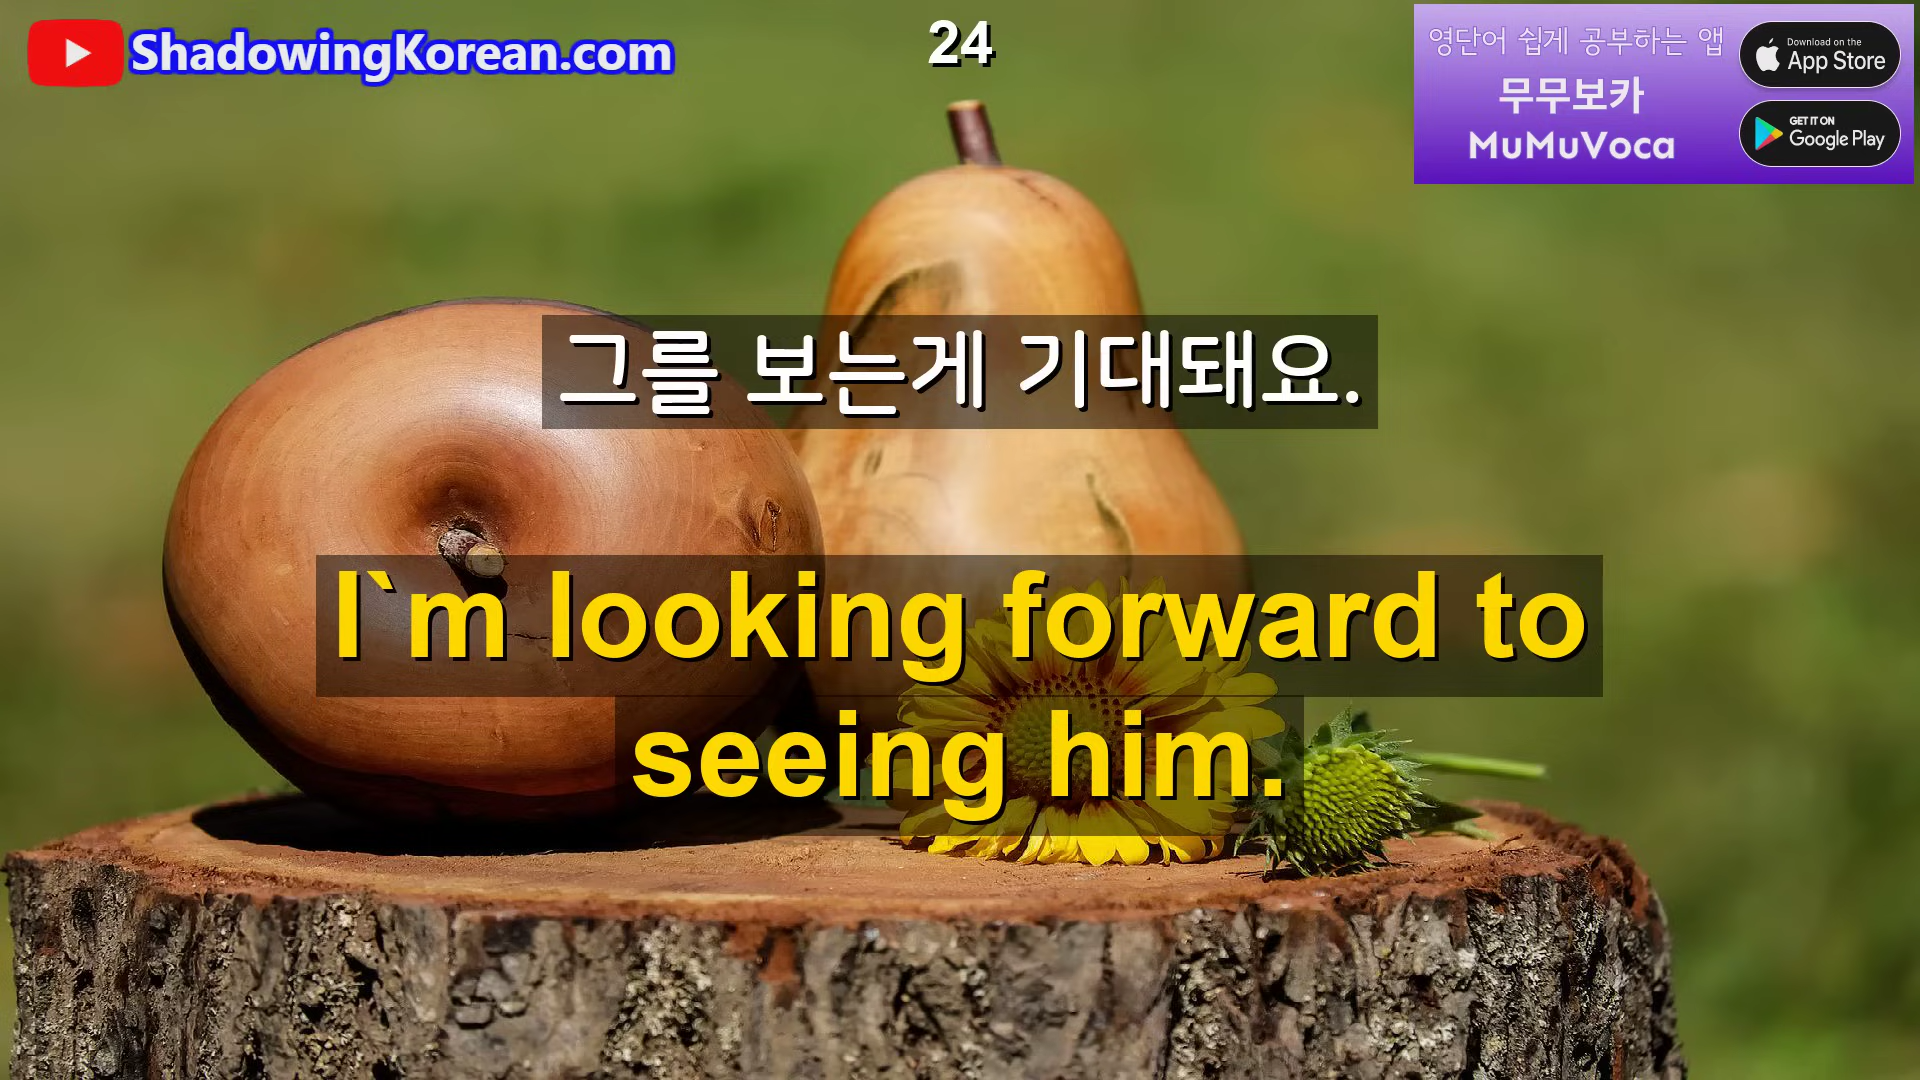 ShadowingKorean.com
24
영단어 쉽게 공부하는 앱
무무보카
MuMuVoca
Download on the
App Store
GET IT ON
Google Play
그를 보는게 기대돼요.
I`m looking forward to
seeing him.